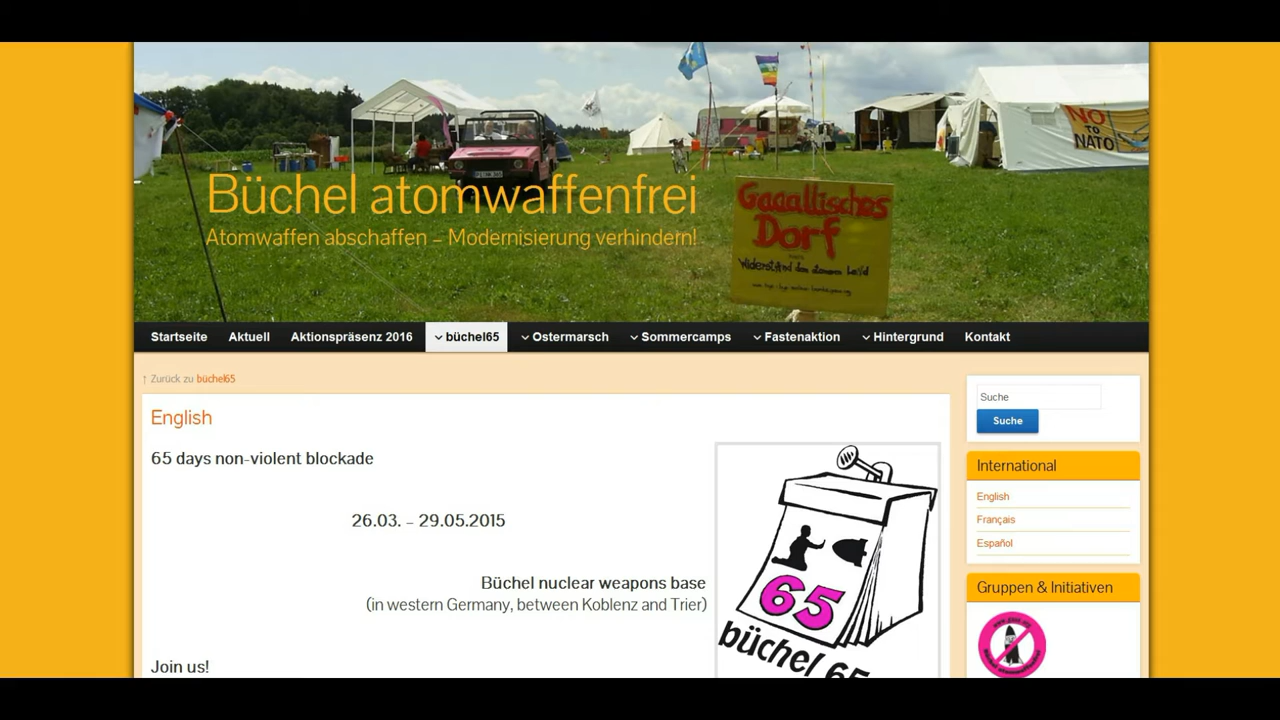 NO
TO
NATO
Büchel atomwaffenfrei
Atomwaffen abschaffen – Modernisierung verhindern!
Gaaallisches
Dorf
Startseite
Aktuell
Aktionspräsenz 2016
büchel65
Ostermarsch
Sommercamps
Fastenaktion
Hintergrund
Kontakt
↑ Zurück zu büchel65
English
65 days non-violent blockade
26.03. – 29.05.2015
Büchel nuclear weapons base
(in western Germany, between Koblenz and Trier)
Join us!
65
büchel 65
Suche
Suche
International
English
Français
Español
Gruppen & Initiativen